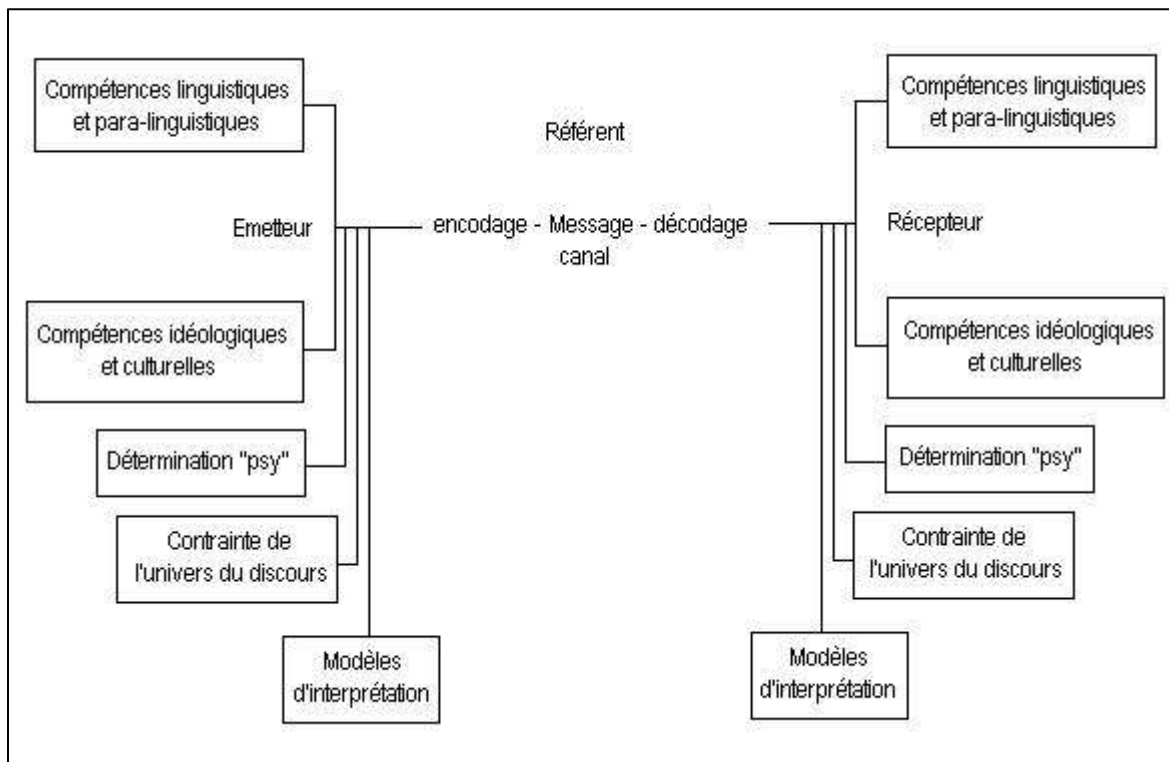 Compétences linguistiques
et para-linguistiques
Compétences linguistiques
et para-linguistiques
Référent
Emetteur
encodage - Message - décodage
canal
Récepteur
Compétences idéologiques
et culturelles
Compétences idéologiques
et culturelles
Détermination "psy"
Détermination "psy"
Contrainte de
l'univers du discours
Contrainte de
l'univers du discours
Modèles
d'interprétation
Modèles
d'interprétation